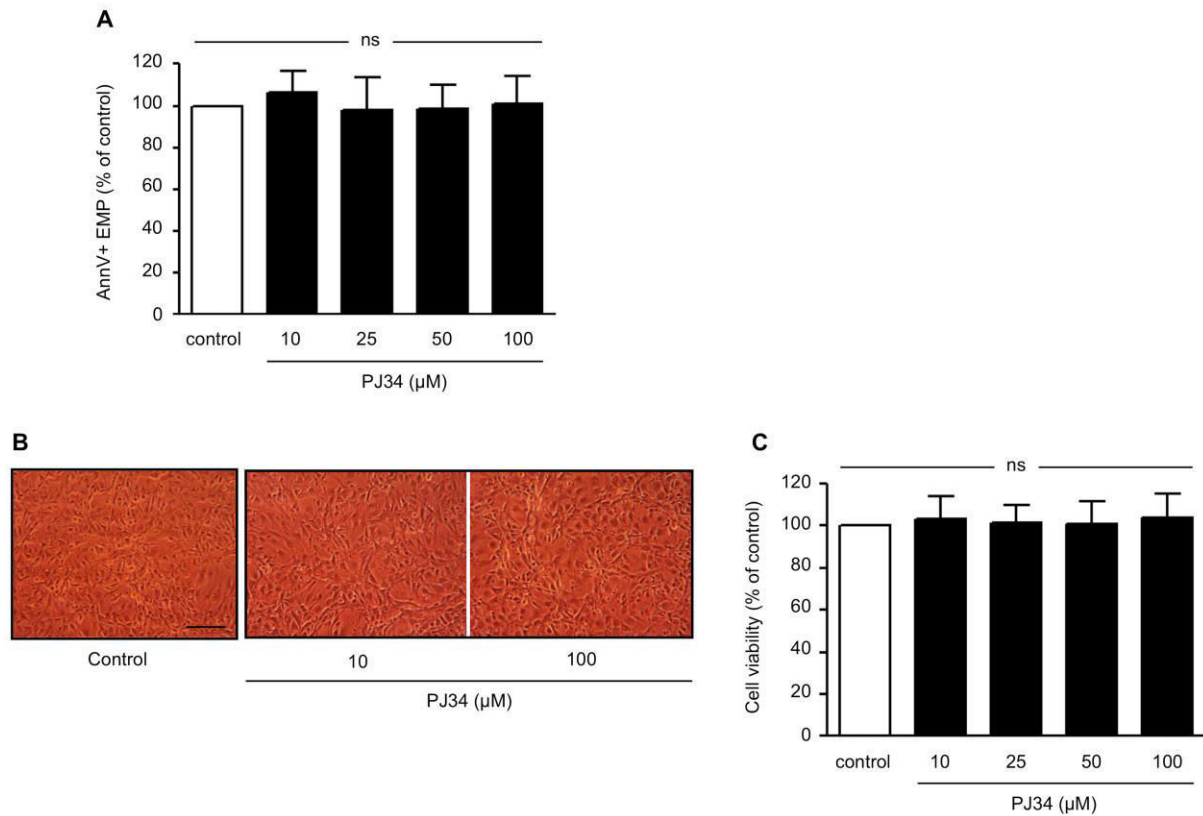 A
ns
AnnV+ EMP (% of control)
120
100
80
60
40
20
0
control 10 25 50 100
PJ34 (µM)
B
Control 10 100
PJ34 (µM)
C
ns
Cell viability (% of control)
120
100
80
60
40
20
0
control 10 25 50 100
PJ34 (µM)